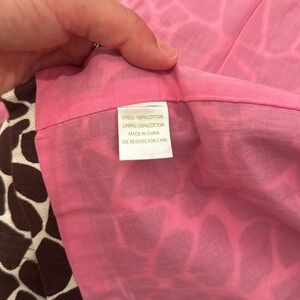 SHELL: 100%COTTON
LINING:100%COTTON
MADE IN CHINA
SEE REVERSE FOR CARE